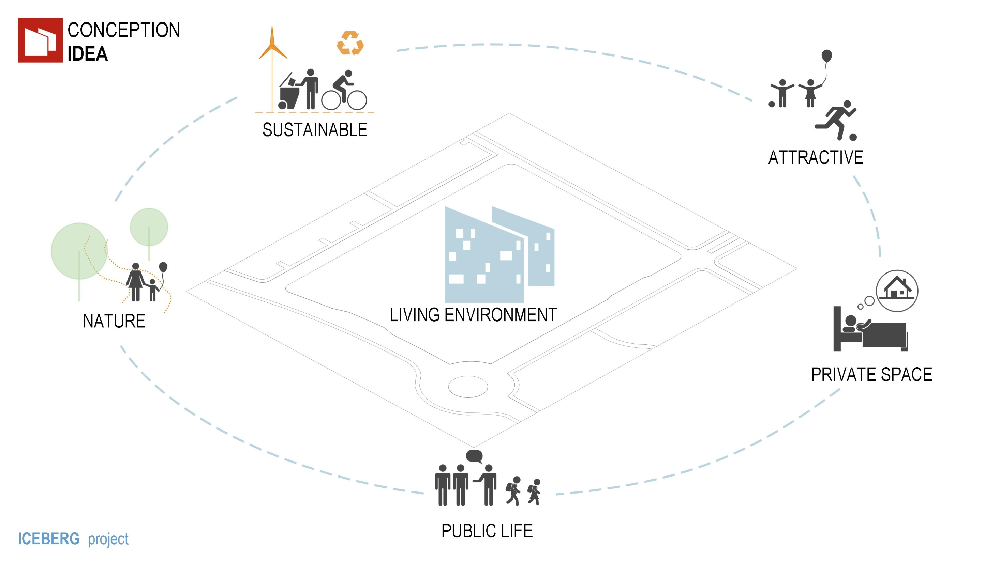 CONCEPTION
IDEA
SUSTAINABLE
ATTRACTIVE
NATURE
LIVING ENVIRONMENT
PRIVATE SPACE
PUBLIC LIFE
ICEBERG project